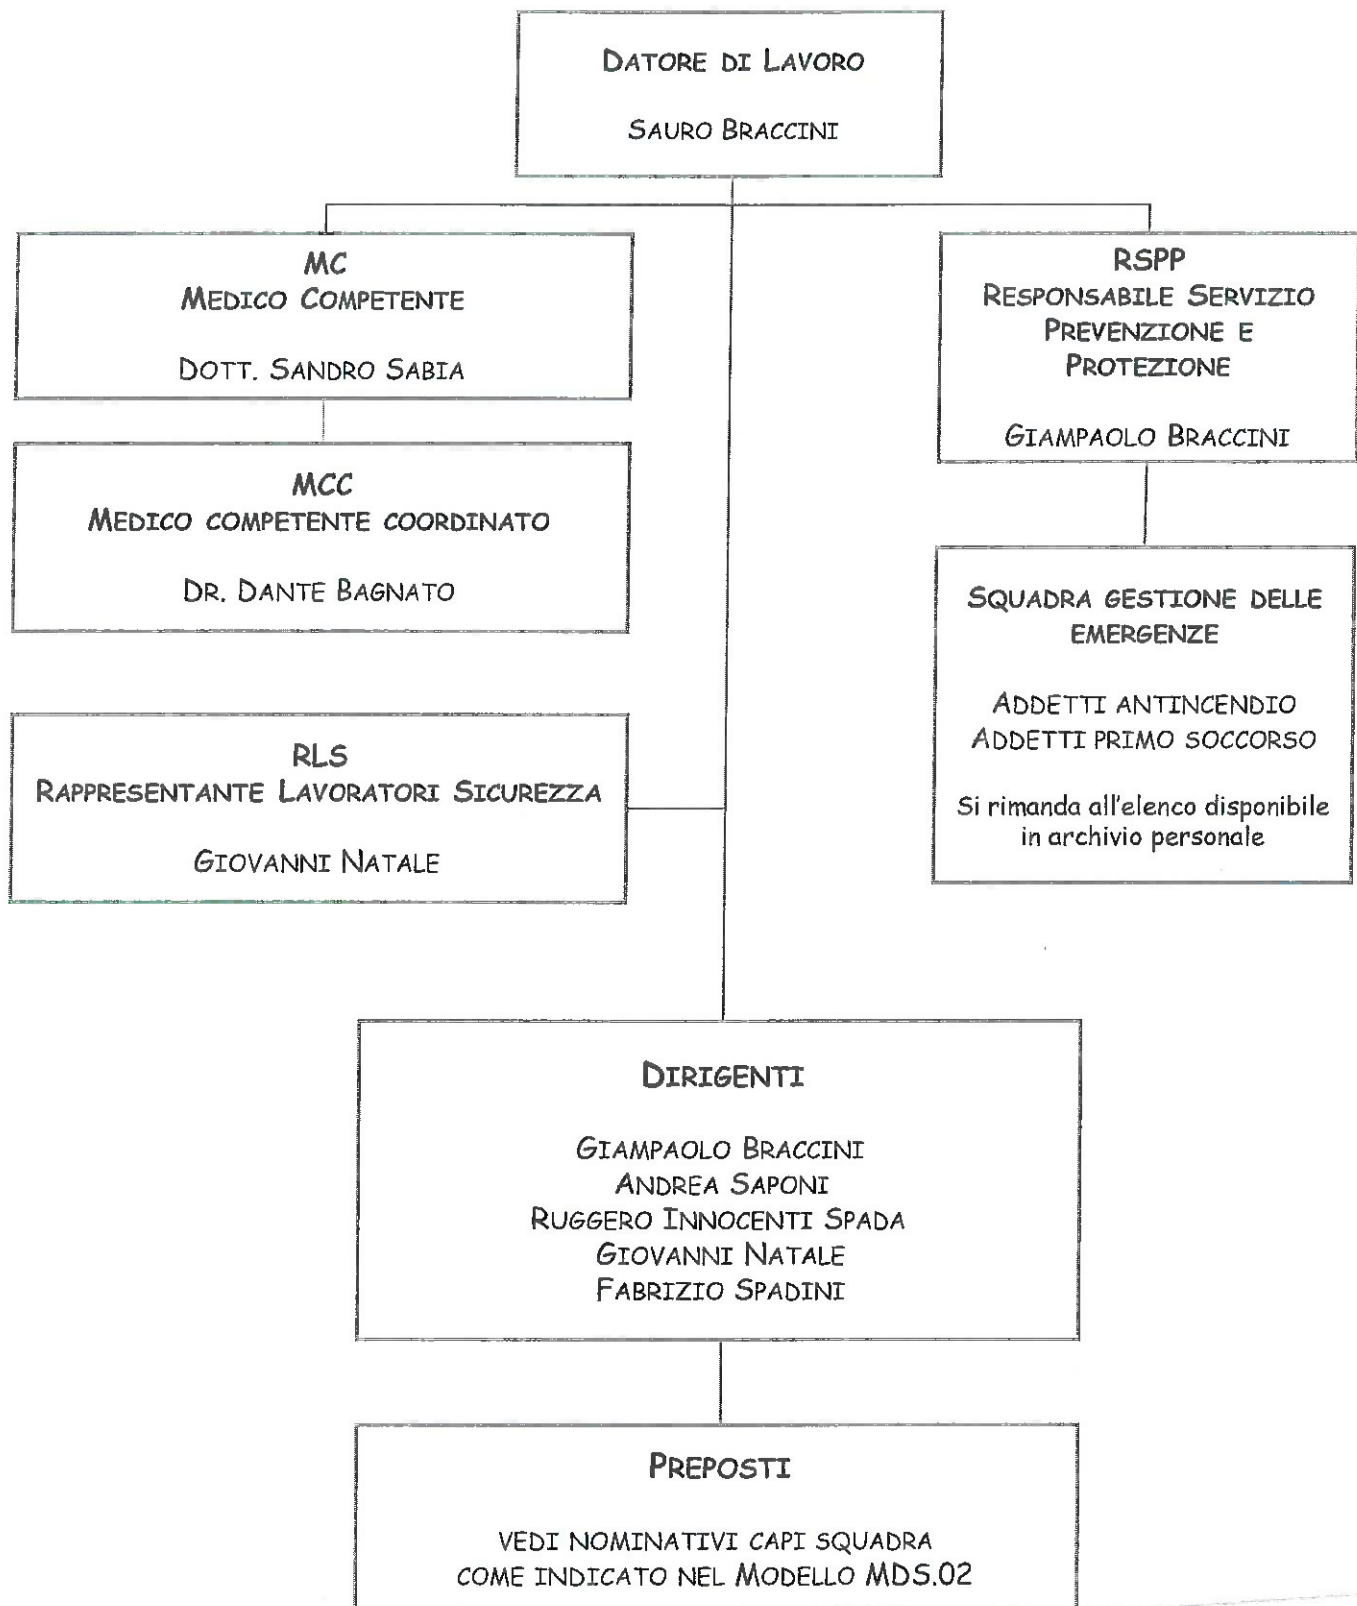 DATORE DI LAVORO
SAURO BRACCINI
MC
MEDICO COMPETENTE
DOTT. SANDRO SABIA
MCC
MEDICO COMPETENTE COORDINATO
DR. DANTE BAGNATO
RLS
RAPPRESENTANTE LAVORATORI SICUREZZA
GIOVANNI NATALE
RSPP
RESPONSABILE SERVIZIO
PREVENZIONE E
PROTEZIONE
GIAMPAOLO BRACCINI
SQUADRA GESTIONE DELLE
EMERGENZE
ADDETTI ANTINCENDIO
ADDETTI PRIMO SOCCORSO
Si rimanda all'elenco disponibile
in archivio personale
DIRIGENTI
GIAMPAOLO BRACCINI
ANDREA SAPONI
RUGGERO INNOCENTI SPADA
GIOVANNI NATALE
FABRIZIO SPADINI
PREPOSTI
VEDI NOMINATIVI CAPI SQUADRA
COME INDICATO NEL MODELLO MDS.02